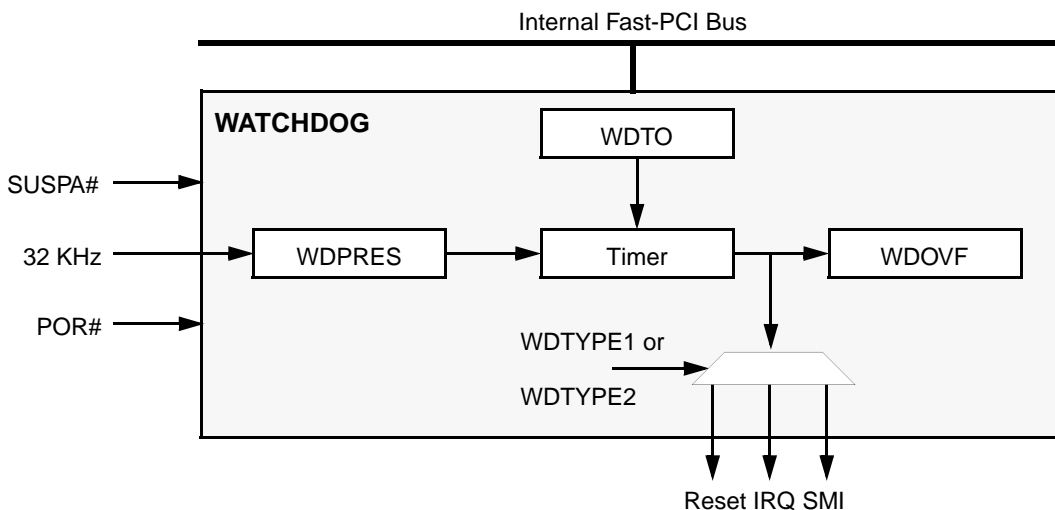 Internal Fast-PCI Bus
WATCHDOG
WDTO
SUSPA#
32 KHz
WDPRES
Timer
WDOVF
POR#
WDTYPE1 or
WDTYPE2
Reset IRQ SMI